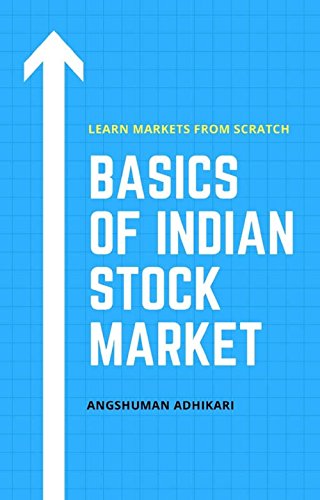 LEARN MARKETS FROM SCRATCH
BASICS
OF INDIAN
STOCK
MARKET
ANGSHUMAN ADHIKARI